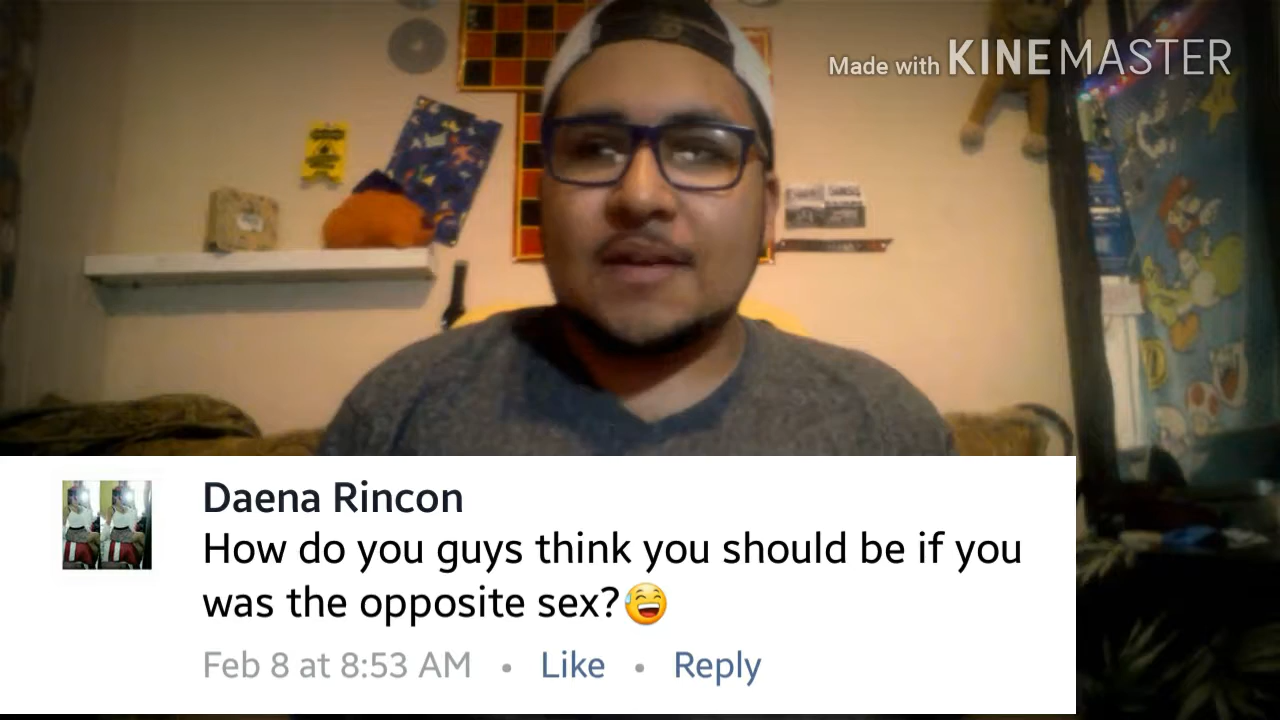 Made with KINEMASTER
Daena Rincon
How do you guys think you should be if you
was the opposite sex?😅
Feb 8 at 8:53 AM • Like • Reply